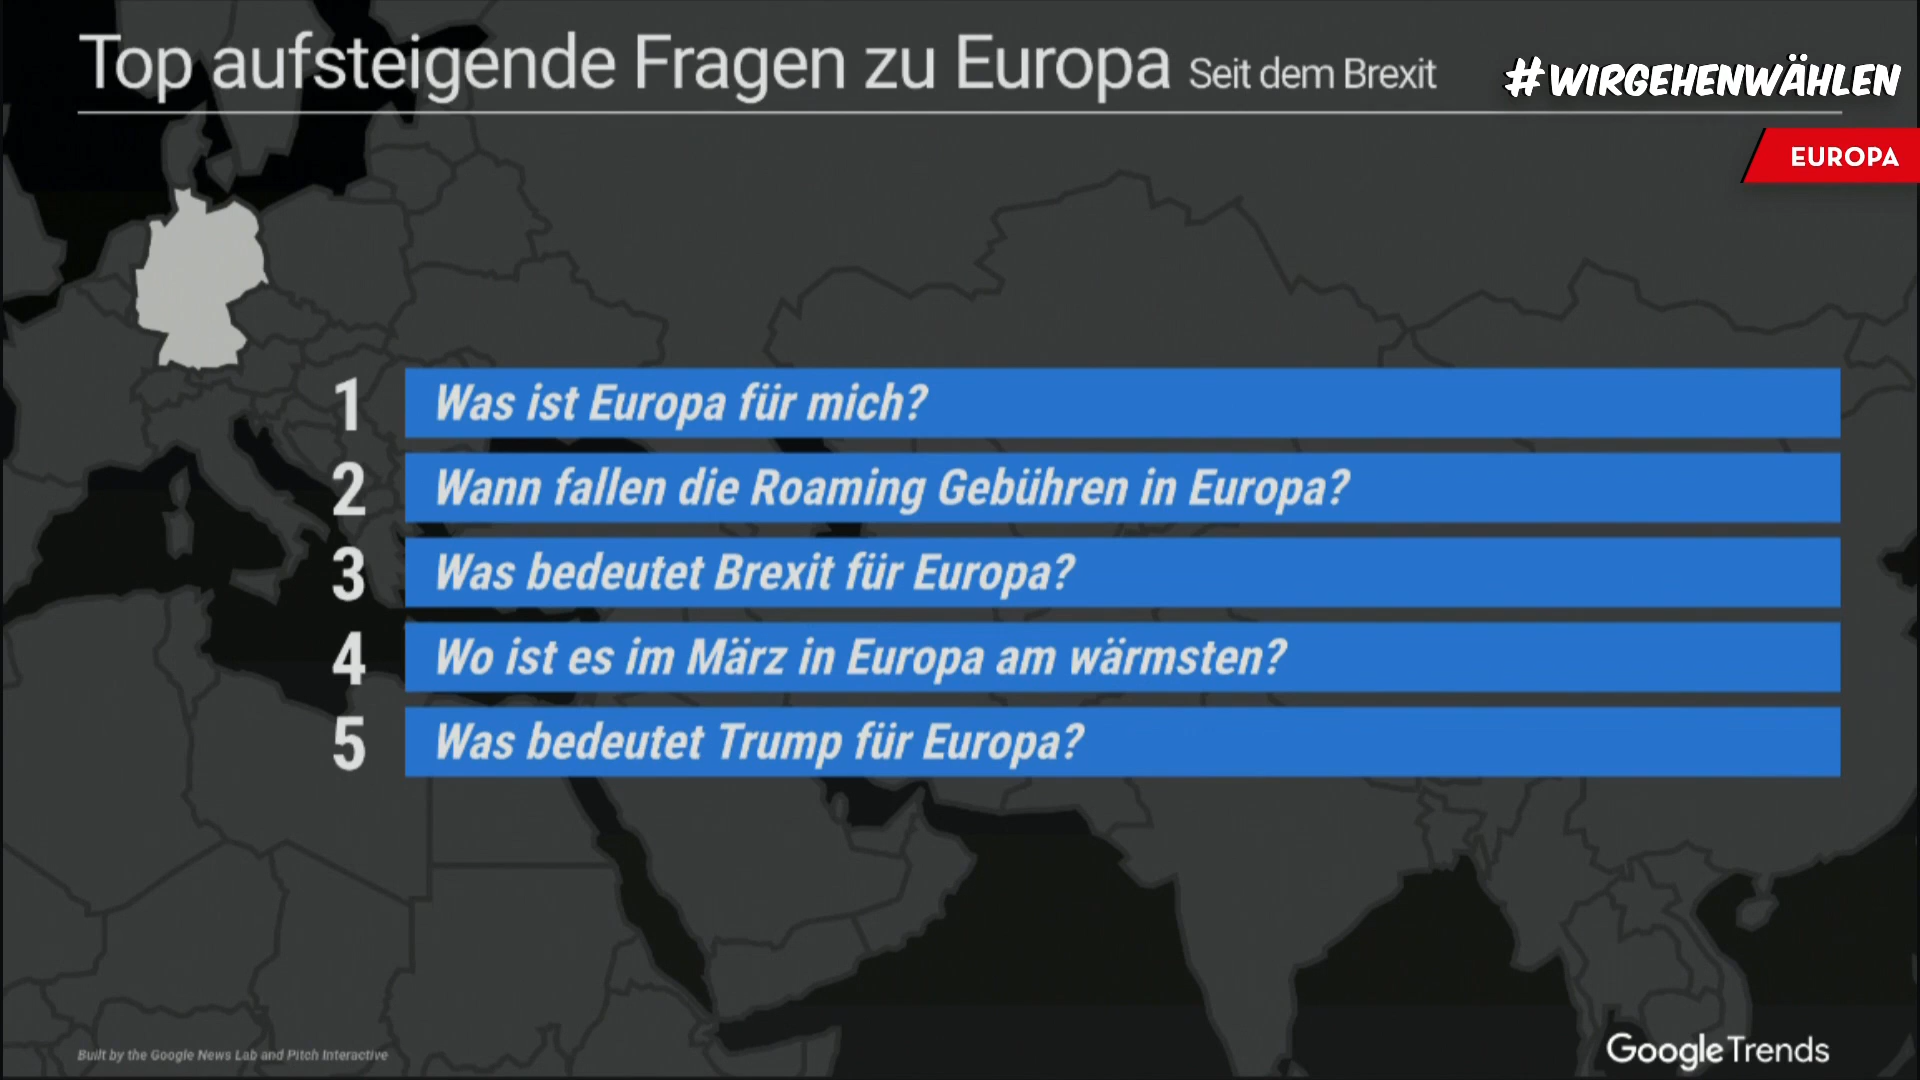 Top aufsteigende Fragen zu Europa Seit dem Brexit
#WIRGEHENWÄHLEN
EUROPA
1 Was ist Europa für mich?
2 Wann fallen die Roaming Gebühren in Europa?
3 Was bedeutet Brexit für Europa?
4 Wo ist es im März in Europa am wärmsten?
5 Was bedeutet Trump für Europa?
Built by the Google News Lab and Pitch Interactive
Google Trends